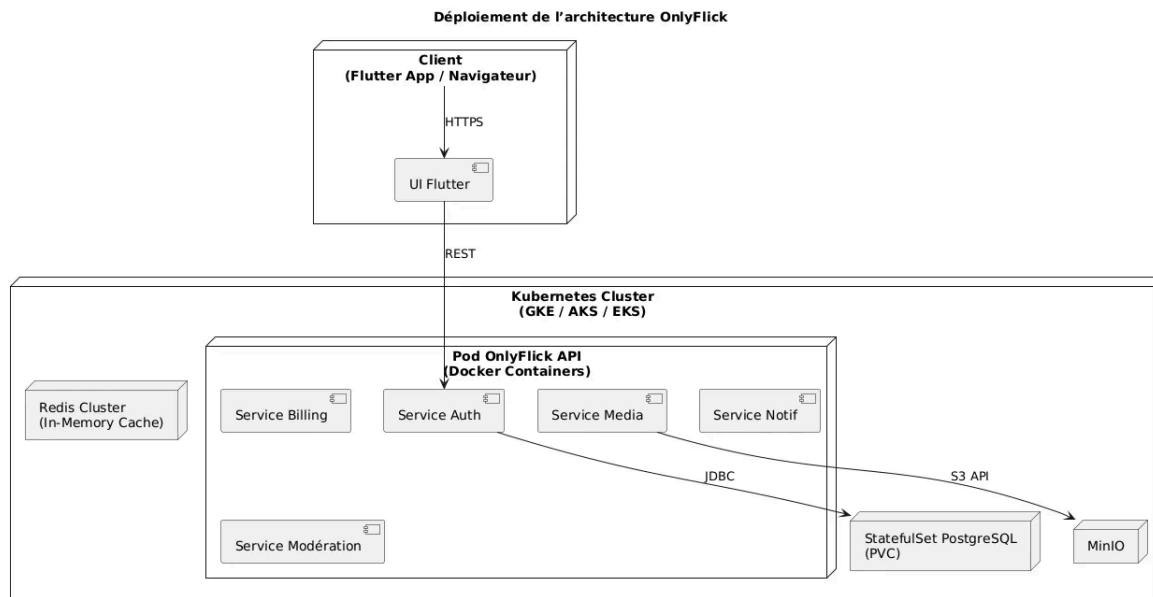 Déploiement de l’architecture OnlyFlick
Client
(Flutter App / Navigateur)
HTTPS
UI Flutter
REST
Kubernetes Cluster
(GKE / AKS / EKS)
Pod OnlyFlick API
(Docker Containers)
Redis Cluster
(In-Memory Cache)
Service Billing
Service Auth
Service Media
Service Notif
JDBC
S3 API
Service Modération
StatefulSet PostgreSQL
(PVC)
MinIO